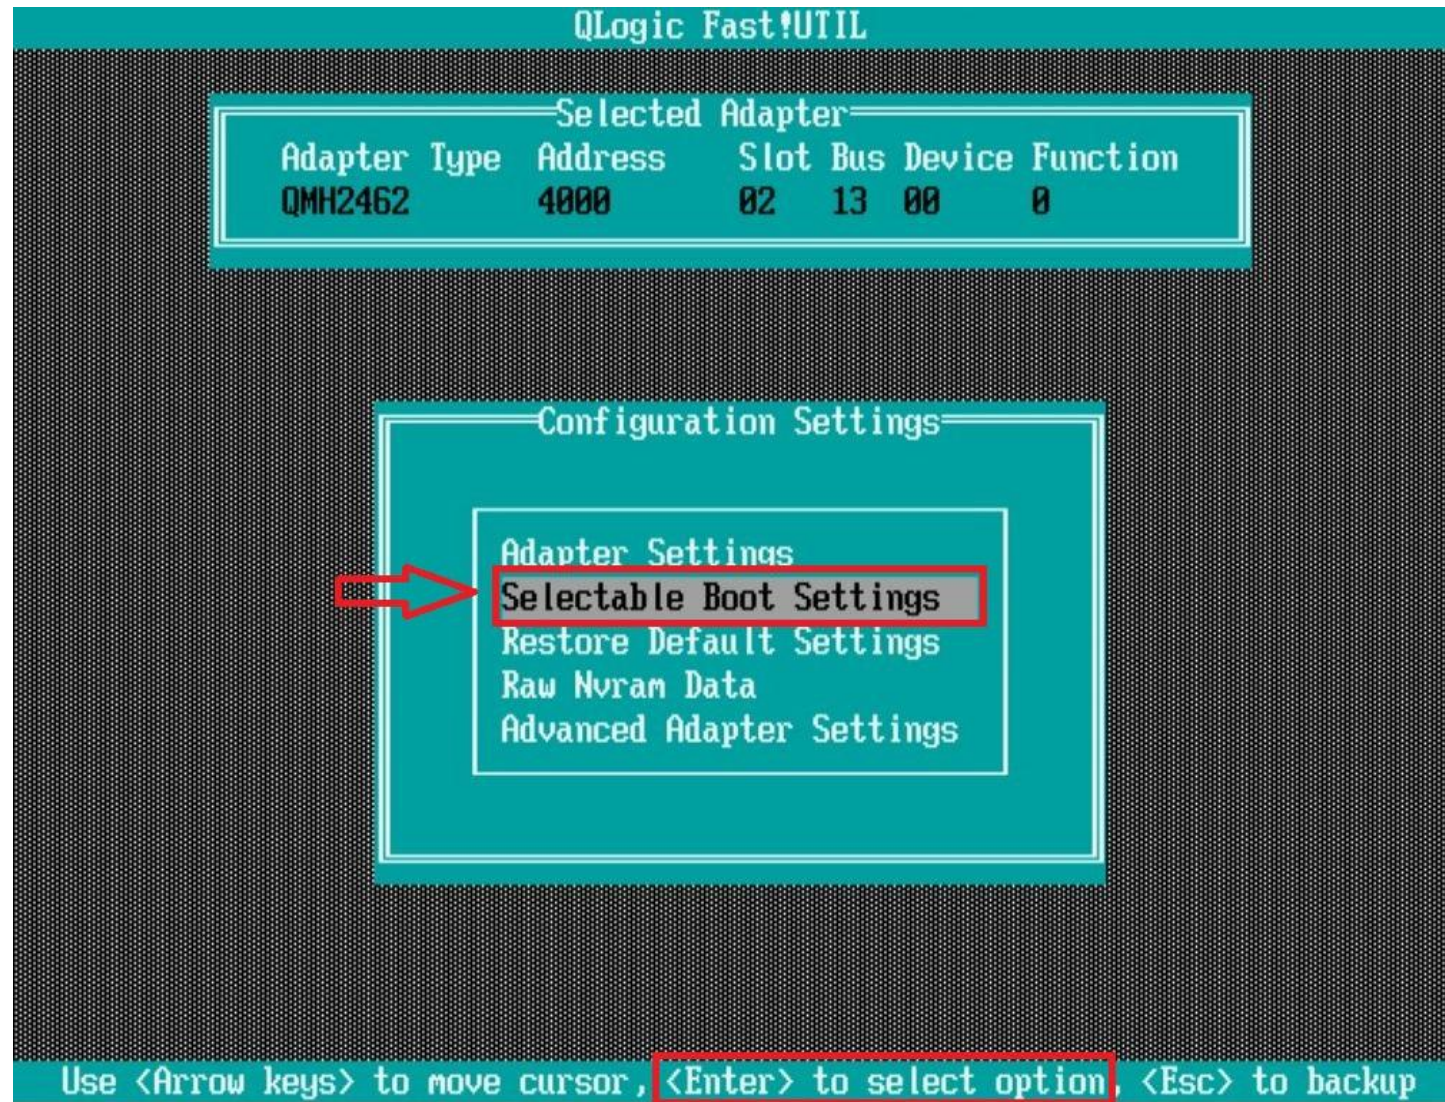 QLogic Fast!UTIL
Selected Adapter
Adapter Type Address Slot Bus Device Function
QMH2462 4000 02 13 00 0
Configuration Settings
Adapter Settings
Selectable Boot Settings
Restore Default Settings
Raw Nvram Data
Advanced Adapter Settings
Use <Arrow keys> to move cursor, <Enter> to select option, <Esc> to backup